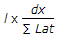 l x dx / Σ Lat